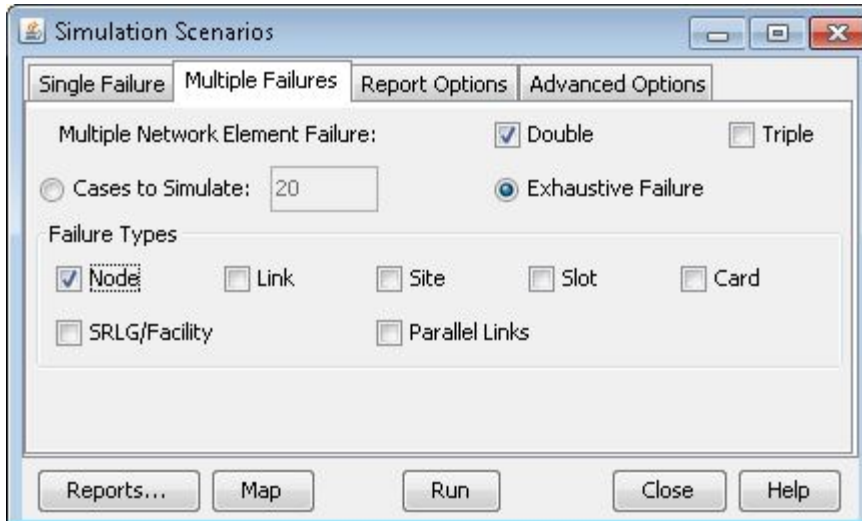 Simulation Scenarios
Single Failure Multiple Failures Report Options Advanced Options
Multiple Network Element Failure: Double Triple
Cases to Simulate: 20 Exhaustive Failure
Failure Types
Node Link Site Slot Card
SRLG/Facility Parallel Links
Reports... Map Run Close Help